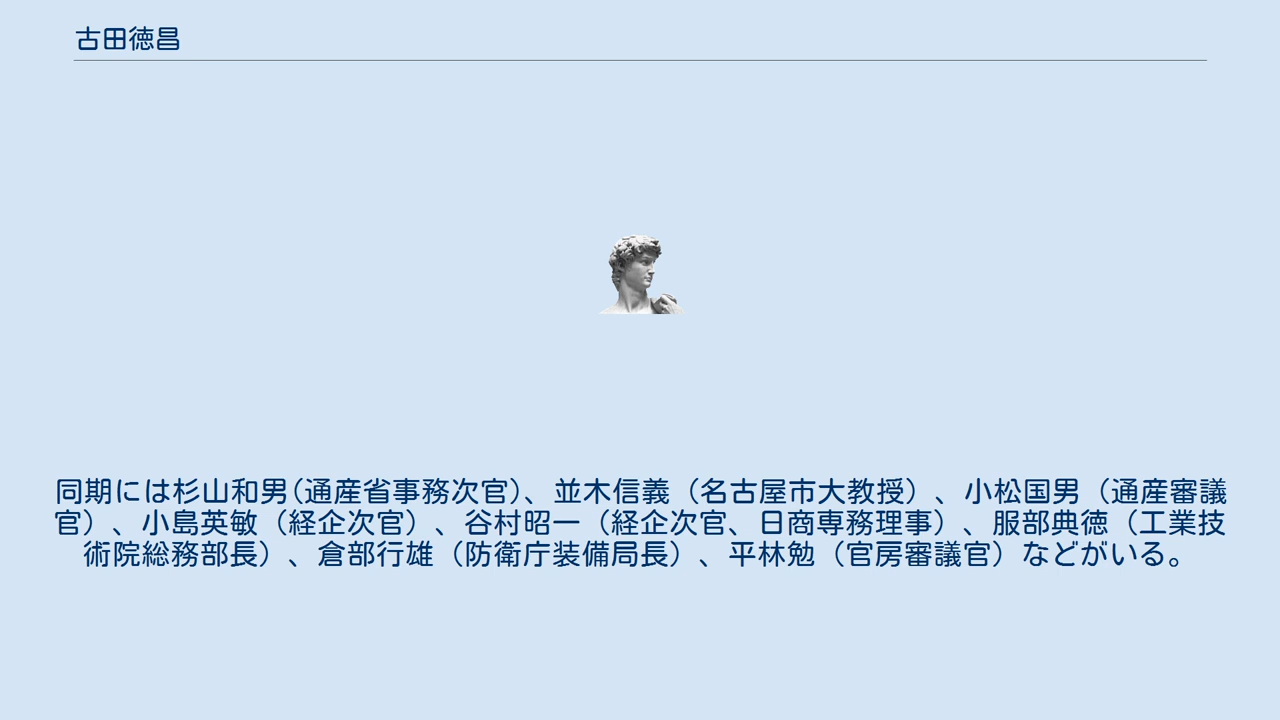 古田徳昌
同期には杉山和男(通産省事務次官)、並木信義（名古屋市大教授）、小松国男（通産審議
官）、小島英敏（経企次官）、谷村昭一（経企次官、日商専務理事）、服部典徳（工業技
術院総務部長）、倉部行雄（防衛庁装備局長）、平林勉（官房審議官）などがいる。